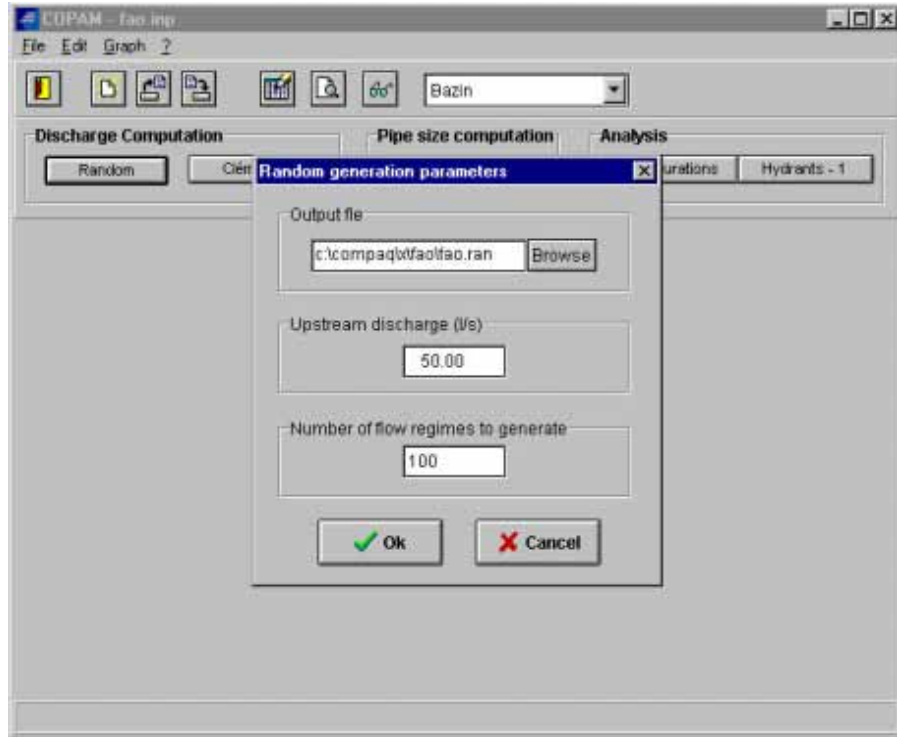 COPAM - fao.inp
File Edit Graph ?
Bazin
Discharge Computation Pipe size computation Analysis
Random Clém urations Hydrants - 1
Random generation parameters
Output file
c:\compaq\x\fao\fao.ran Browse
Upstream discharge (l/s)
50.00
Number of flow regimes to generate
100
Ok Cancel